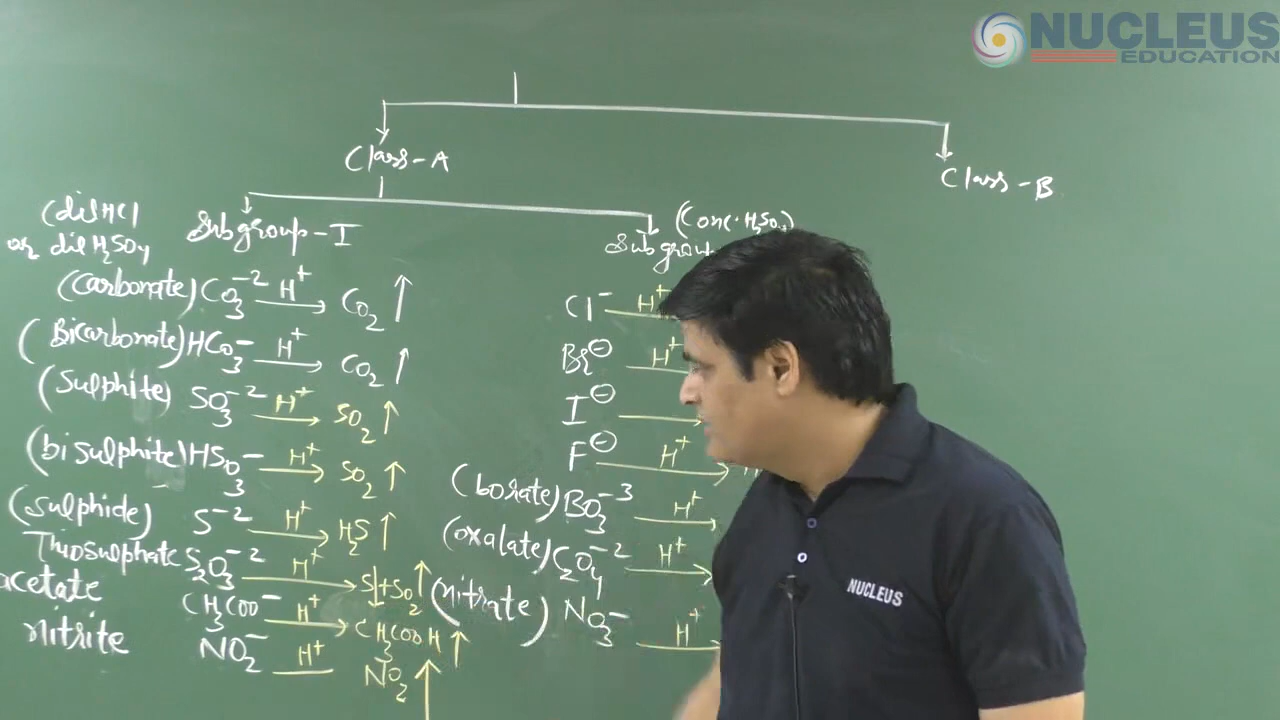 NUCLEUS
EDUCATION
Class-A
Class-B
(dil HCl
or dil H2SO4
Subgroup-I
(Conc. H2SO4)
Subgroup
(Carbonate) CO3^-2 H+ CO2 ↑
(Bicarbonate) HCO3^- H+ CO2 ↑
(Sulphite) SO3^-2 H+ SO2 ↑
(bisulphite) HSO3^- H+ SO2 ↑
(Sulphide) S^-2 H+ H2S ↑
Thiosulphate S2O3^-2 H+ S↓+SO2 ↑
acetate CH3COO^- H+ CH3COOH ↑
nitrite NO2^- H+ NO2 ↑
Cl^- H+
Br^⊖ H+
I^⊖
F^⊖ H+
(borate) BO3^-3 H+
(oxalate) C2O4^-2 H+
(nitrate) NO3^- H+
NUCLEUS